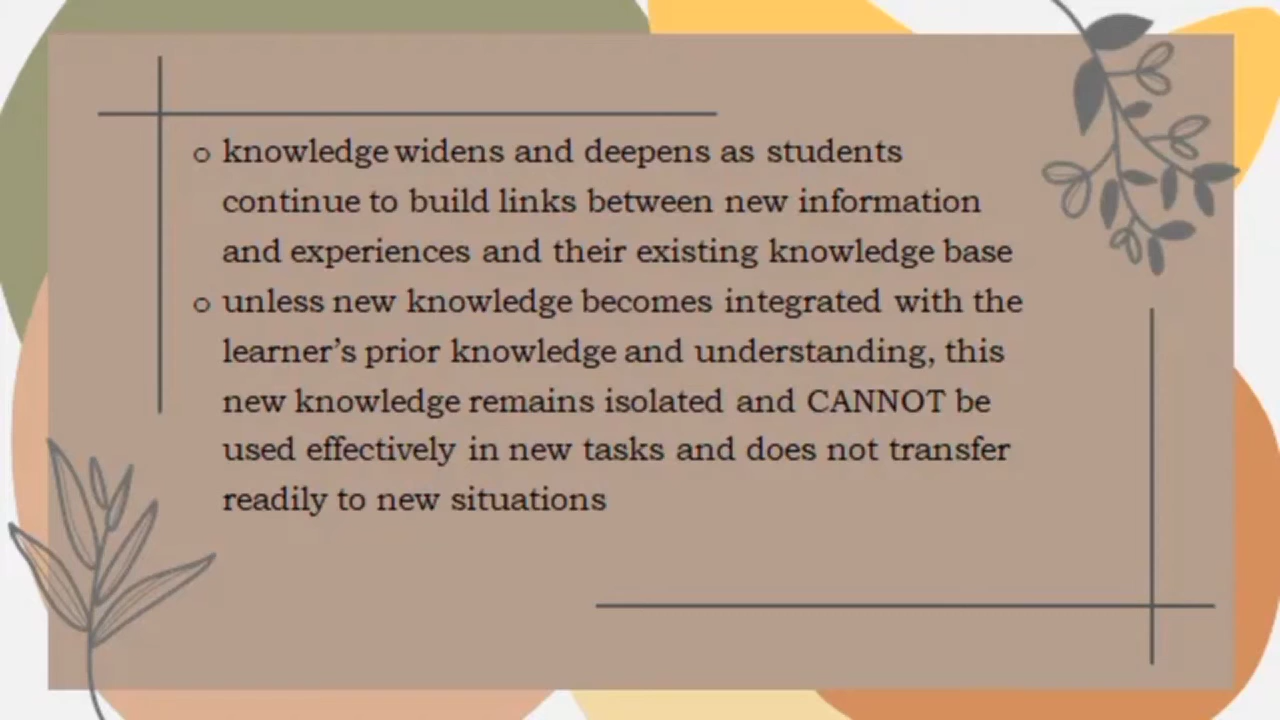 o knowledge widens and deepens as students
continue to build links between new information
and experiences and their existing knowledge base
o unless new knowledge becomes integrated with the
learner’s prior knowledge and understanding, this
new knowledge remains isolated and CANNOT be
used effectively in new tasks and does not transfer
readily to new situations